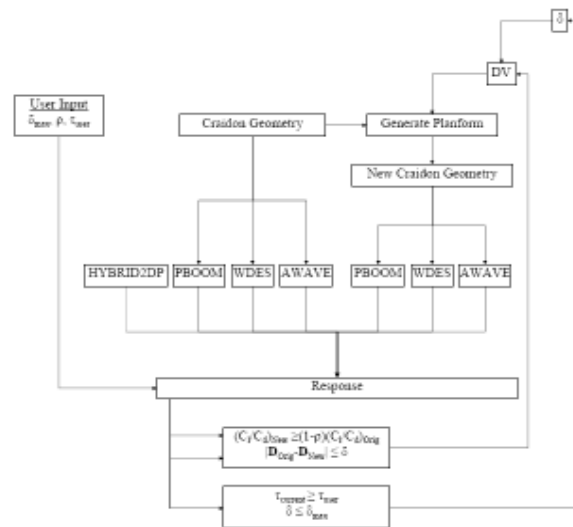 δ
DV
User Input
δmax, ρ, τuser
Craidon Geometry
Generate Planform
New Craidon Geometry
HYBRID2DP
PBOOM
WDES
AWAVE
PBOOM
WDES
AWAVE
Response
(Cl/Cd)New ≥(1-ρ)(Cl/Cd)Orig
|DOrig-DNew| ≤ δ
τcurrent ≥ τuser
δ ≤ δmax